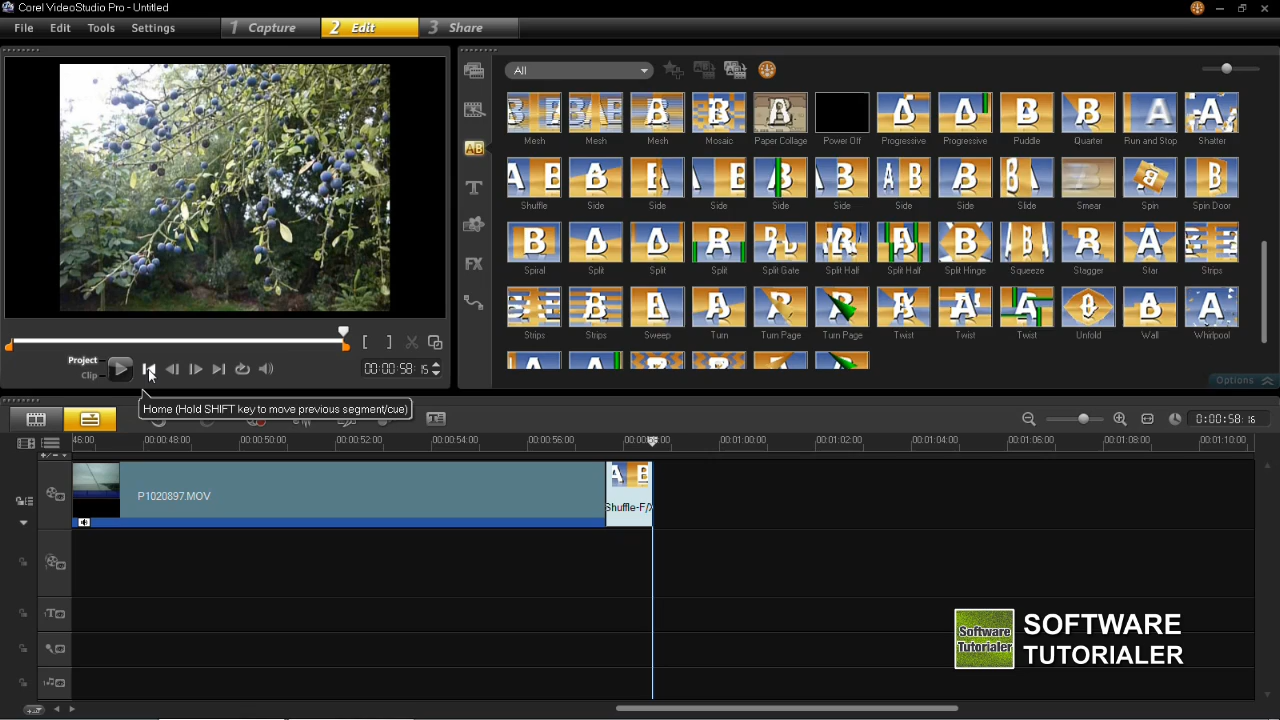 Corel VideoStudio Pro - Untitled
File Edit Tools Settings 1 Capture 2 Edit 3 Share
All
Mesh Mesh Mesh Mosaic Paper Collage Power Off Progressive Progressive Puddle Quarter Run and Stop Shatter
Shuffle Side Side Side Side Side Side Side Slide Smear Spin Spin Door
Spiral Split Split Split Split Gate Split Half Split Half Split Hinge Squeeze Stagger Star Strips
Strips Strips Sweep Turn Turn Page Turn Page Twist Twist Twist Unfold Wall Whirlpool
Project
Clip
00:00:58: 15
Options
Home (Hold SHIFT key to move previous segment/cue)
0:00:58:16
46:00 00:00:48:00 00:00:50:00 00:00:52:00 00:00:54:00 00:00:56:00 00:01:00:00 00:01:02:00 00:01:04:00 00:01:06:00 00:01:08:00 00:01:10:00
P1020897.MOV
Shuffle-F/X
Software
Tutorialer
SOFTWARE
TUTORIALER